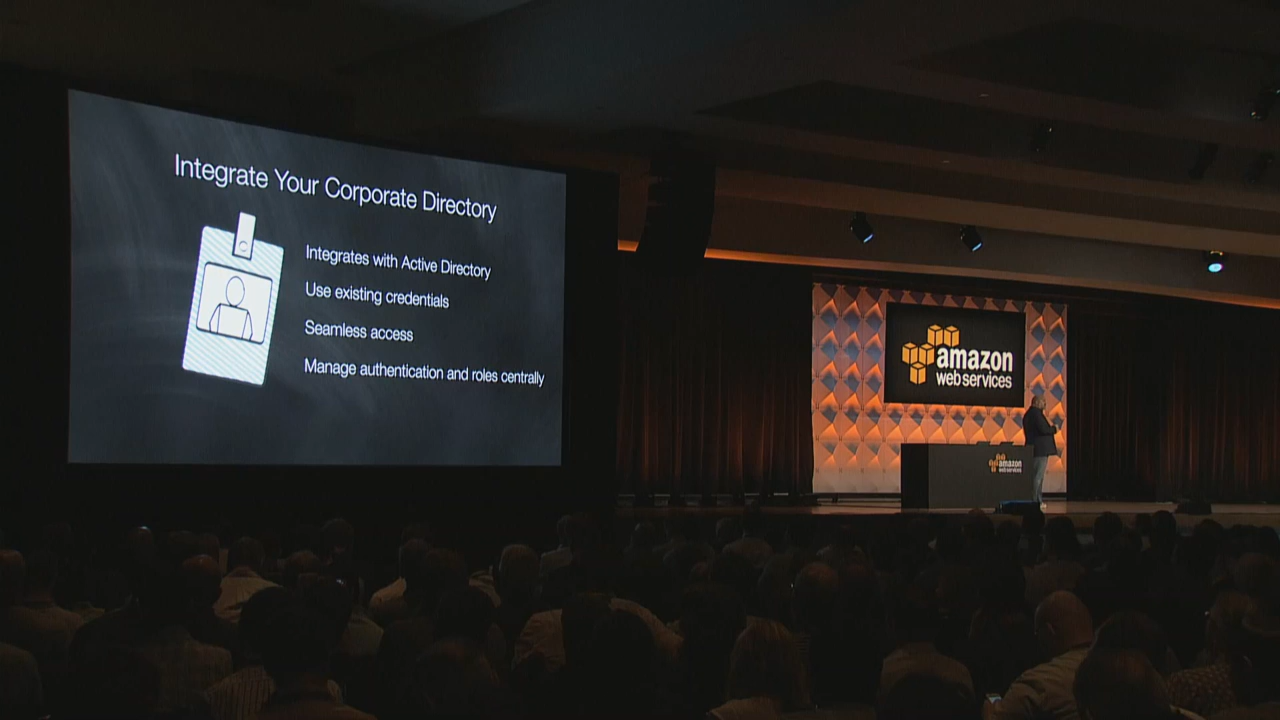 Integrate Your Corporate Directory
Integrates with Active Directory
Use existing credentials
Seamless access
Manage authentication and roles centrally
amazon
web services
amazon
web services